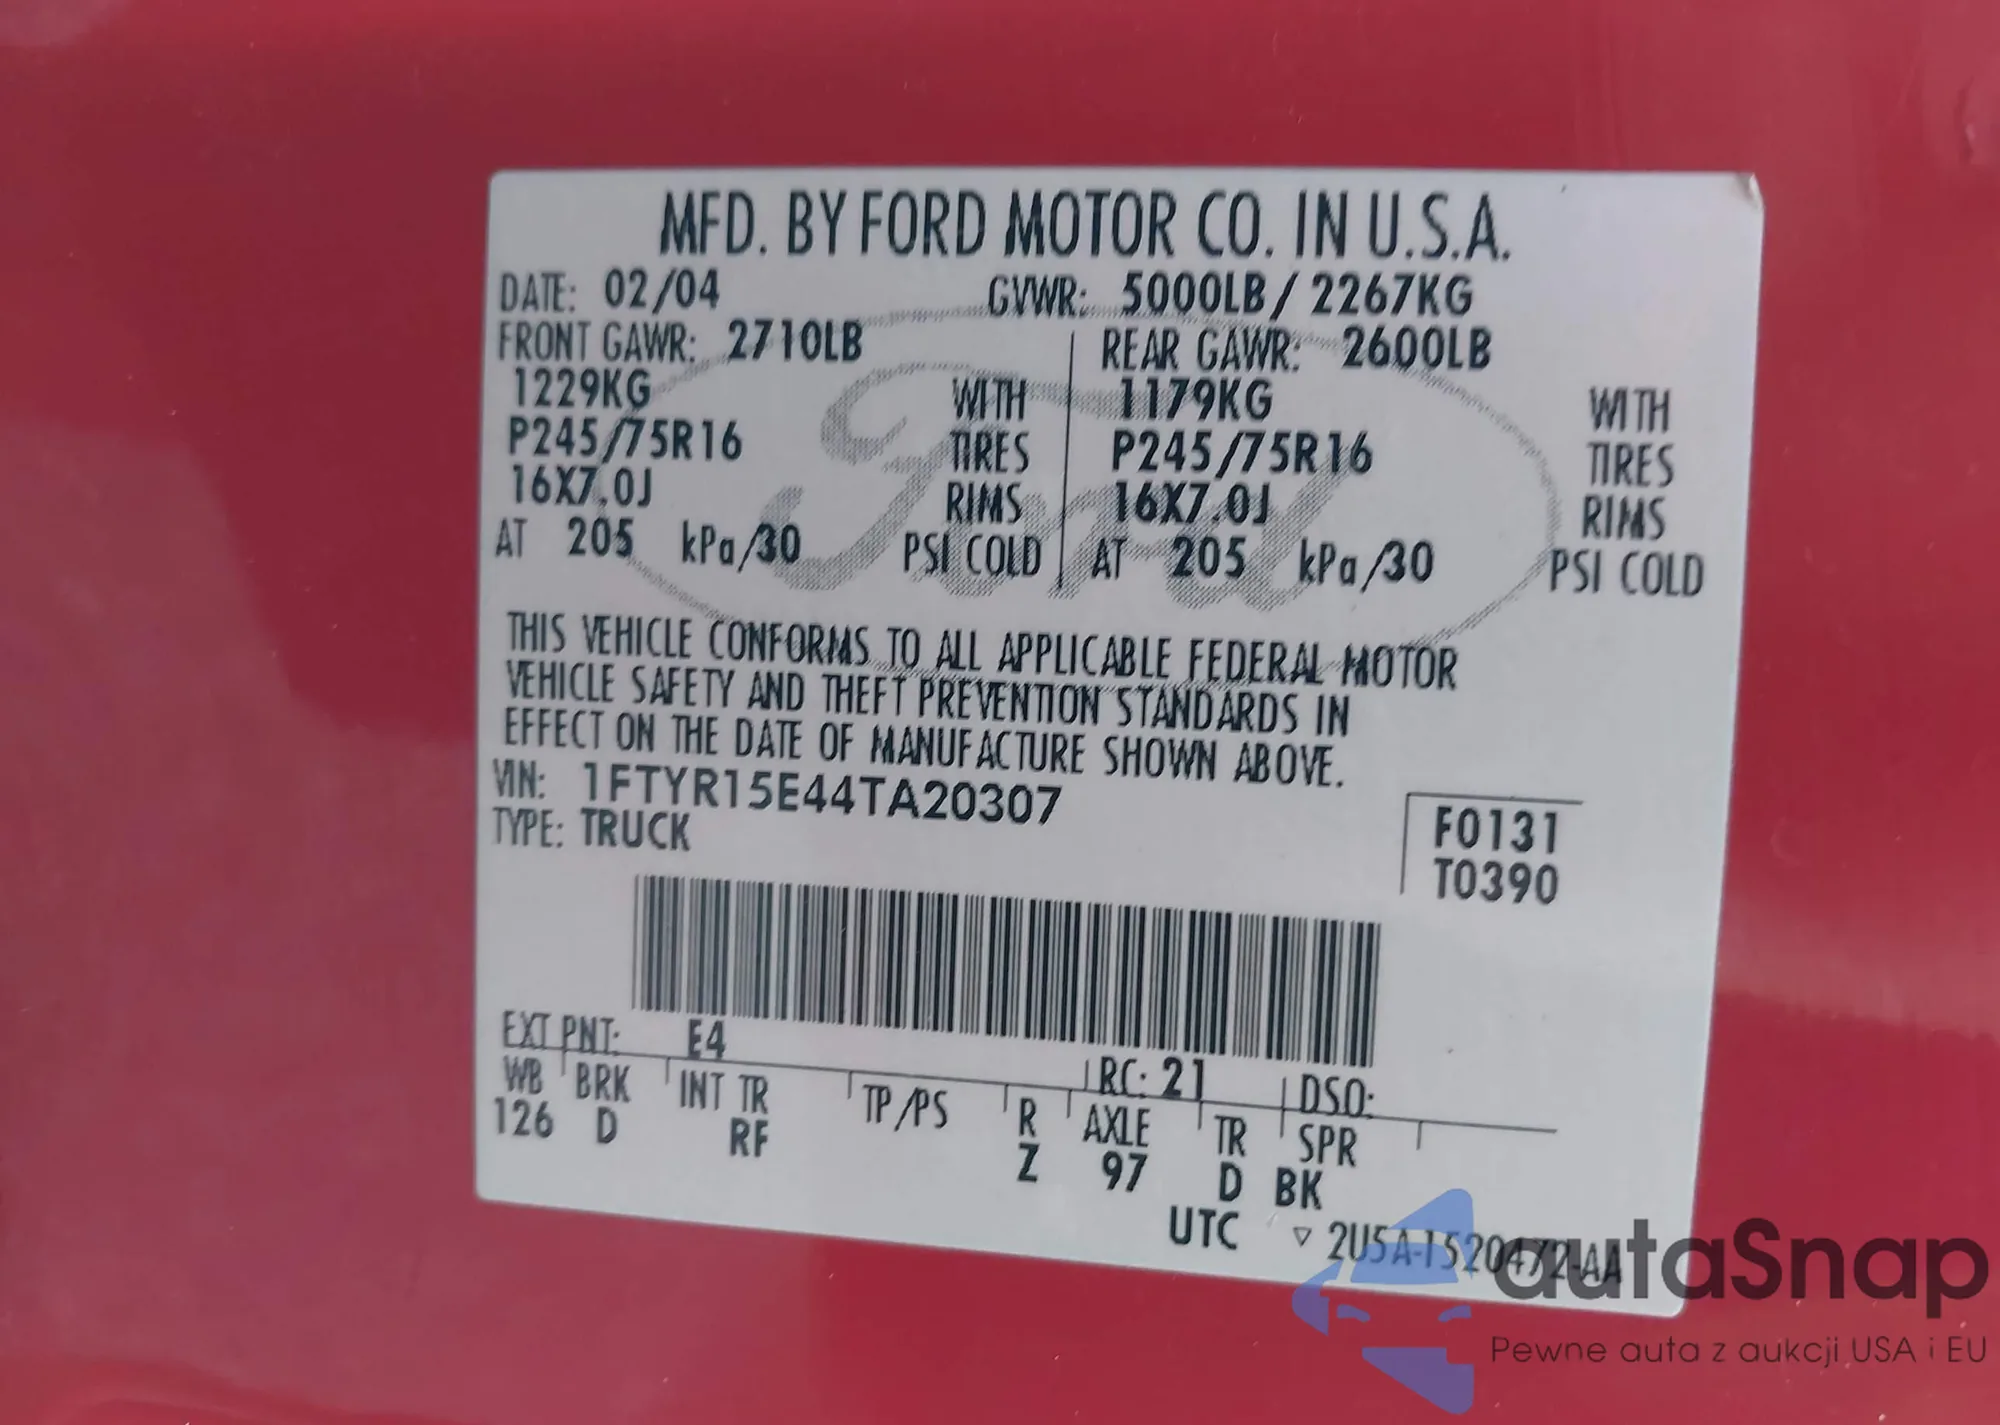 MFD. BY FORD MOTOR CO. IN U.S.A.
DATE: 02/04 GVWR: 5000LB / 2267KG
FRONT GAWR: 2710LB REAR GAWR: 2600LB
1229KG WITH 1179KG WITH
P245/75R16 TIRES P245/75R16 TIRES
16X7.0J RIMS 16X7.0J RIMS
AT 205 kPa/30 PSI COLD AT 205 kPa/30 PSI COLD
Ford
THIS VEHICLE CONFORMS TO ALL APPLICABLE FEDERAL MOTOR
VEHICLE SAFETY AND THEFT PREVENTION STANDARDS IN
EFFECT ON THE DATE OF MANUFACTURE SHOWN ABOVE.
VIN: 1FTYR15E44TA20307
TYPE: TRUCK
F0131
T0390
EXT PNT: E4 RC: 21 DSO:
WB BRK INT TR TP/PS R AXLE TR SPR
126 D RF Z 97 D BK
UTC ▽ 2U5A-1520472-AA
autaSnap
Pewne auta z aukcji USA i EU